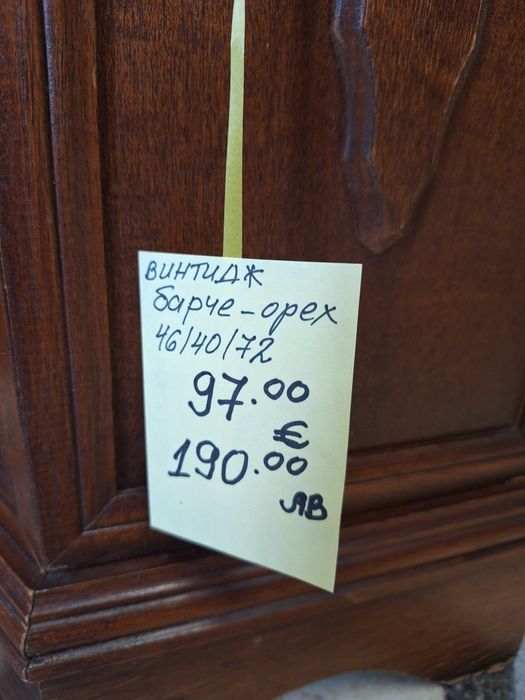 ВИНТИДЖ
барче - орех
46/40/72
97.00
€
190.00
лв